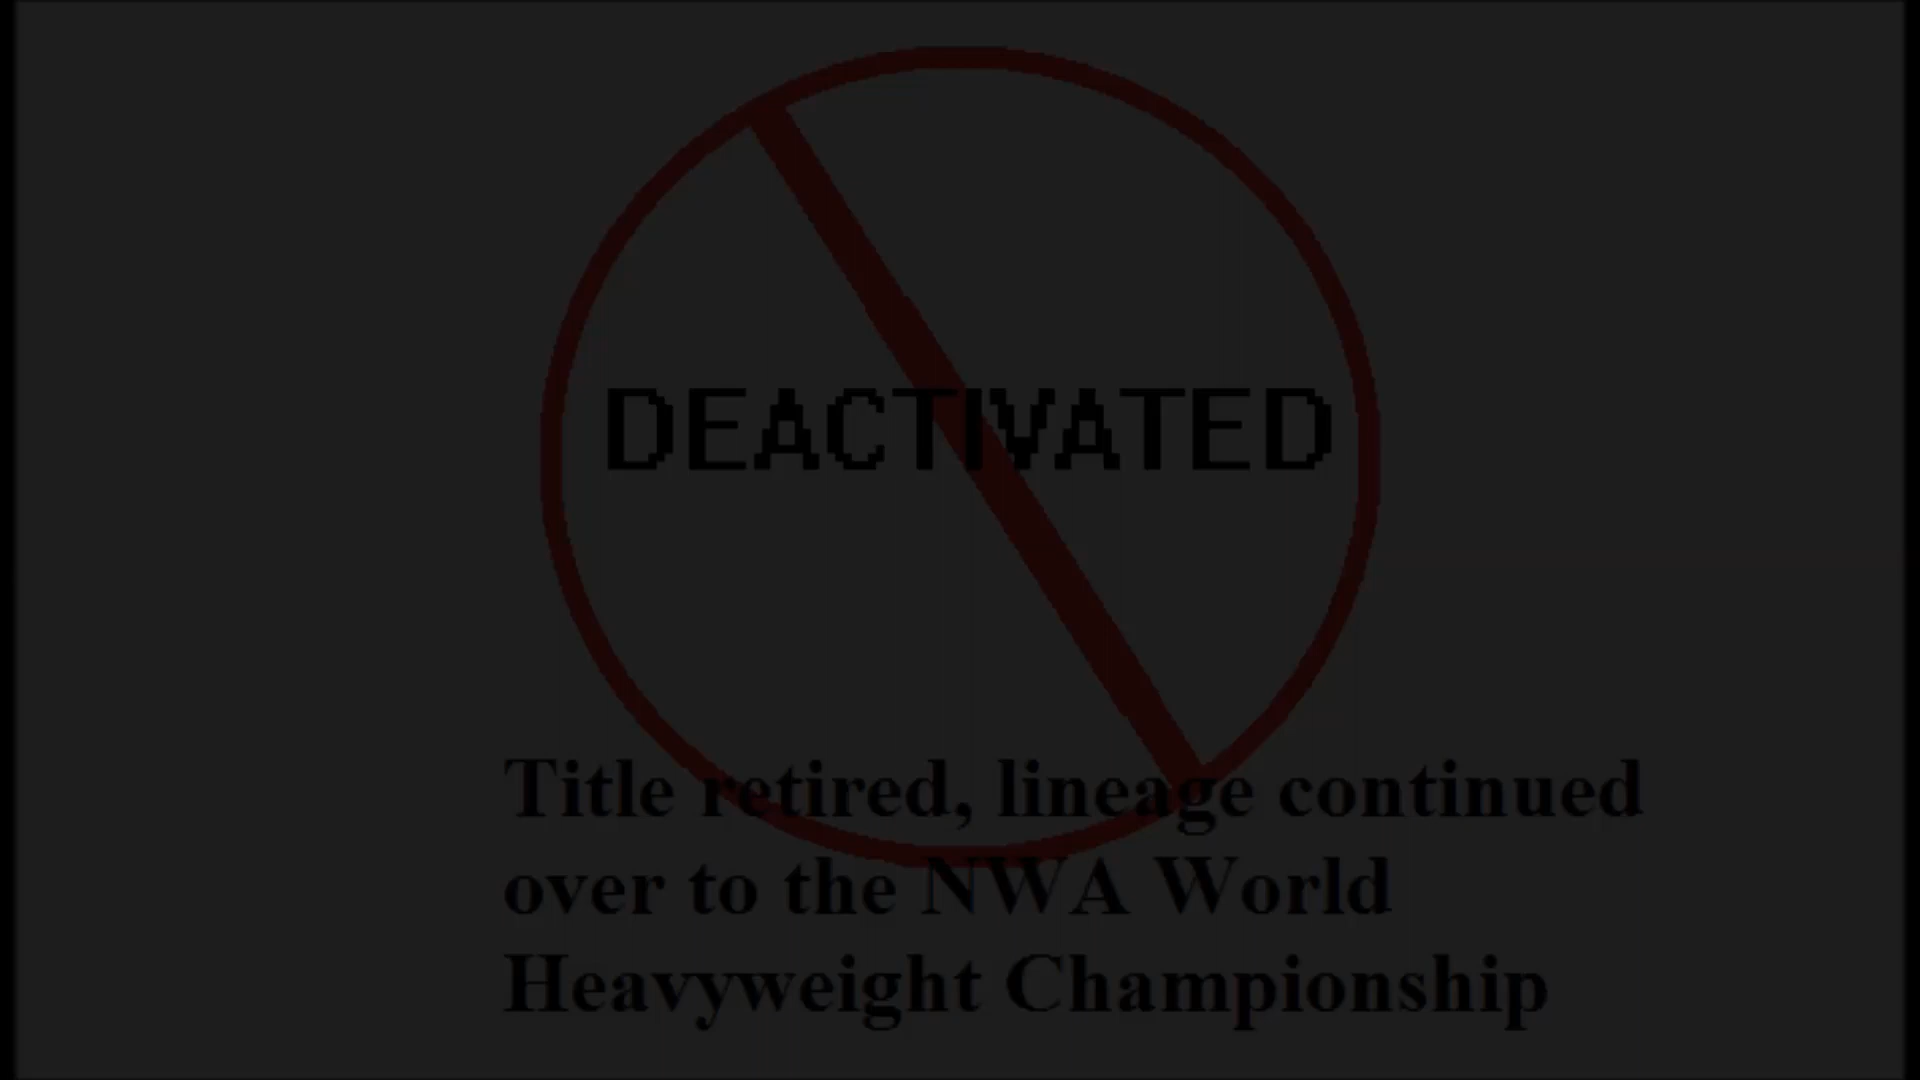 DEACTIVATED
Title retired, lineage continued
over to the NWA World
Heavyweight Championship